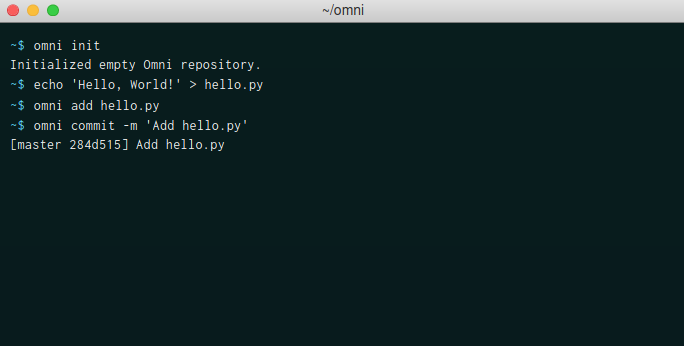 ~/omni
~$ omni init
Initialized empty Omni repository.
~$ echo 'Hello, World!' > hello.py
~$ omni add hello.py
~$ omni commit -m 'Add hello.py'
[master 284d515] Add hello.py